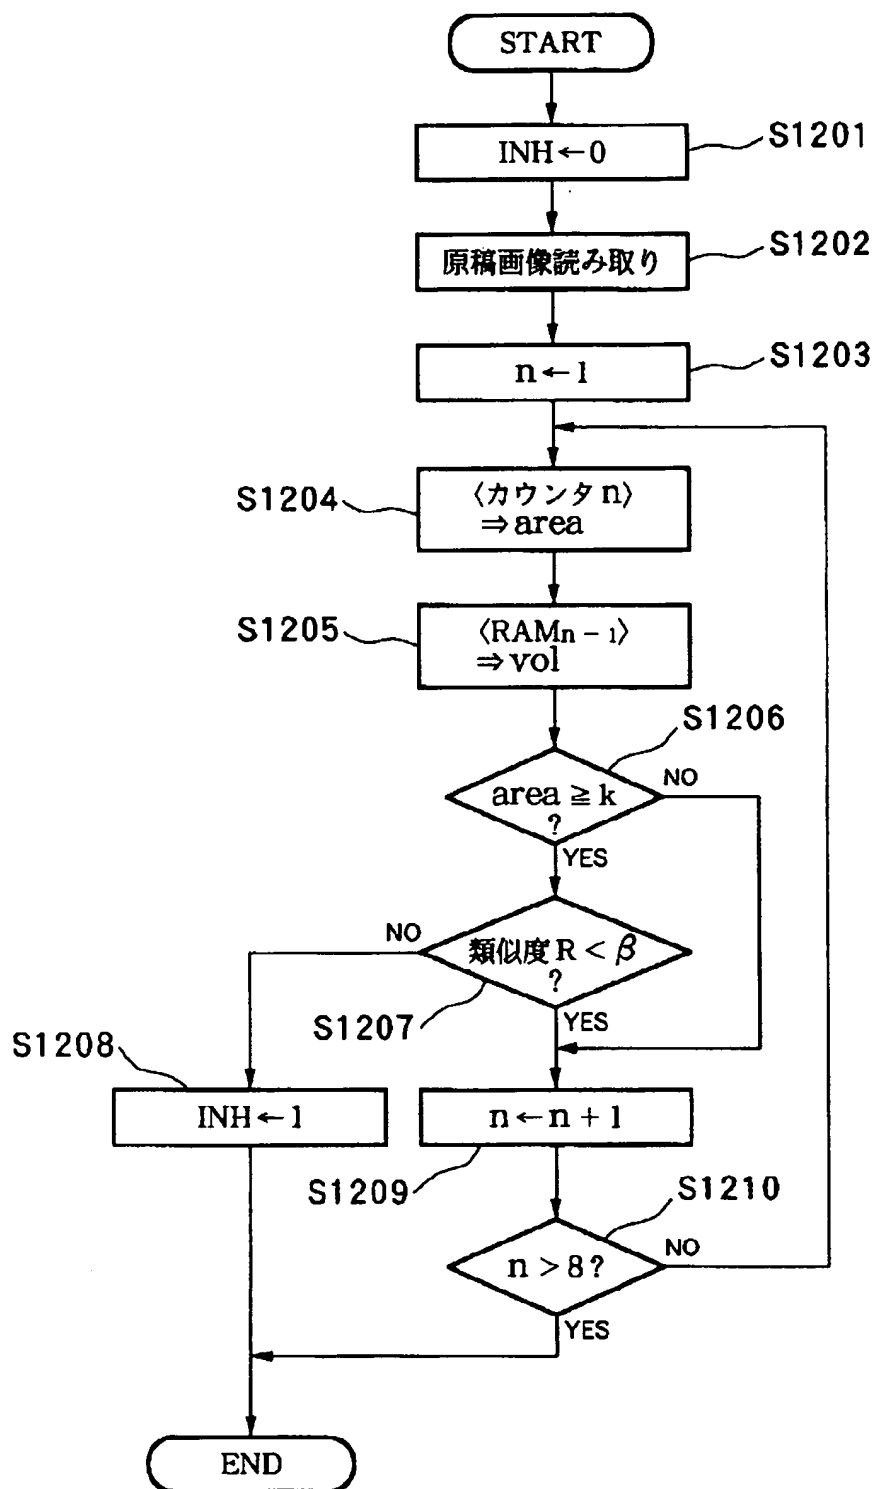 START
INH←0
S1201
原稿画像読み取り
S1202
n←1
S1203
S1204
〈カウンタ n〉
⇒area
S1205
〈RAMn-1〉
⇒vol
S1206
area ≧ k
?
NO
YES
NO
類似度 R < β
?
S1207
YES
S1208
INH←1
n←n+1
S1209
S1210
n > 8 ?
NO
YES
END